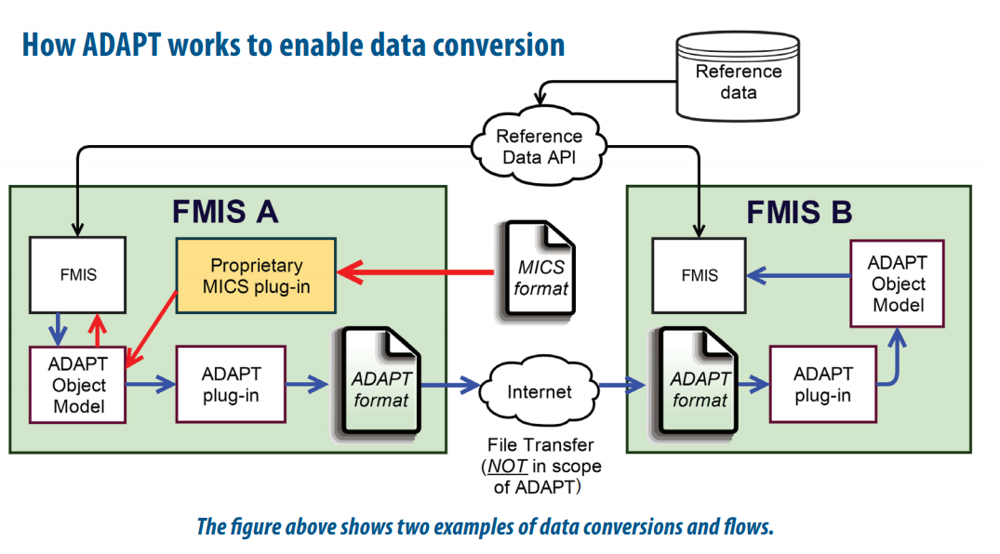 How ADAPT works to enable data conversion
Reference
data
Reference
Data API
FMIS A
FMIS B
FMIS
Proprietary
MICS plug-in
MICS
format
FMIS
ADAPT
Object
Model
ADAPT
Object
Model
ADAPT
plug-in
ADAPT
format
Internet
ADAPT
format
ADAPT
plug-in
File Transfer
(NOT in scope
of ADAPT)
The figure above shows two examples of data conversions and flows.